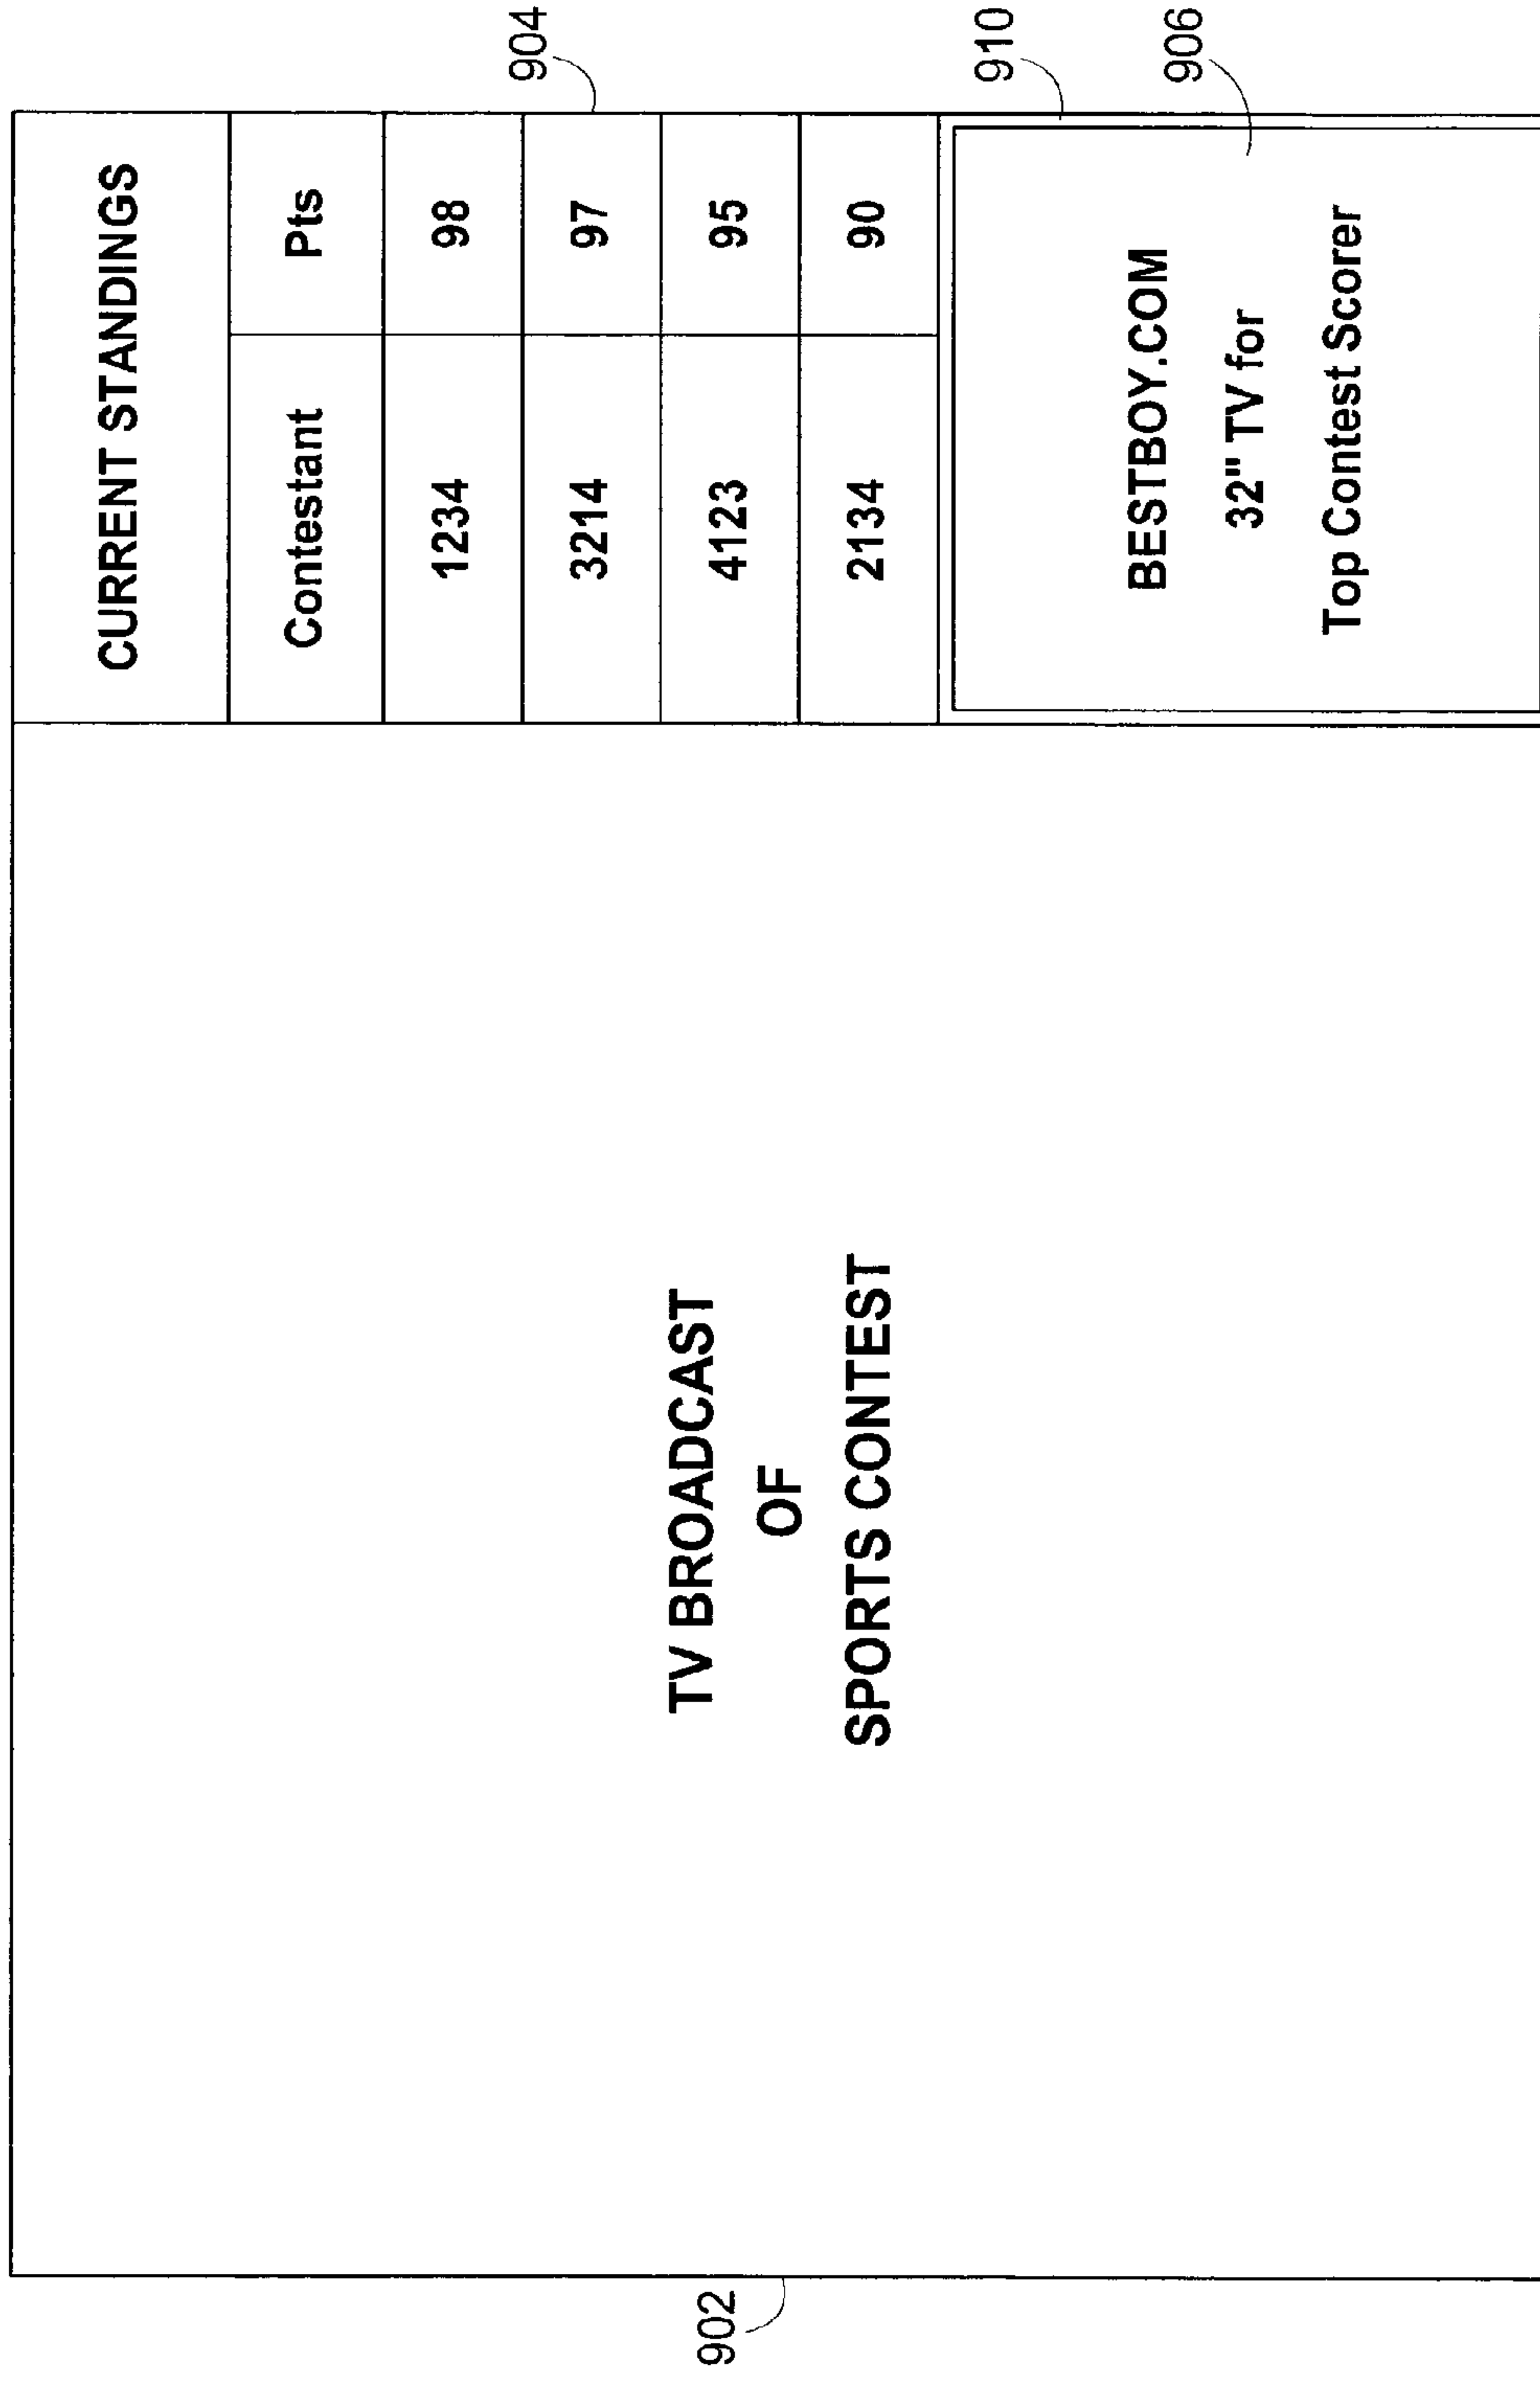 902
TV BROADCAST
OF
SPORTS CONTEST
CURRENT STANDINGS
Contestant Pts
1234 98
3214 97
4123 95
2134 90
904
910
BESTBOY.COM
32" TV for
Top Contest Scorer
906